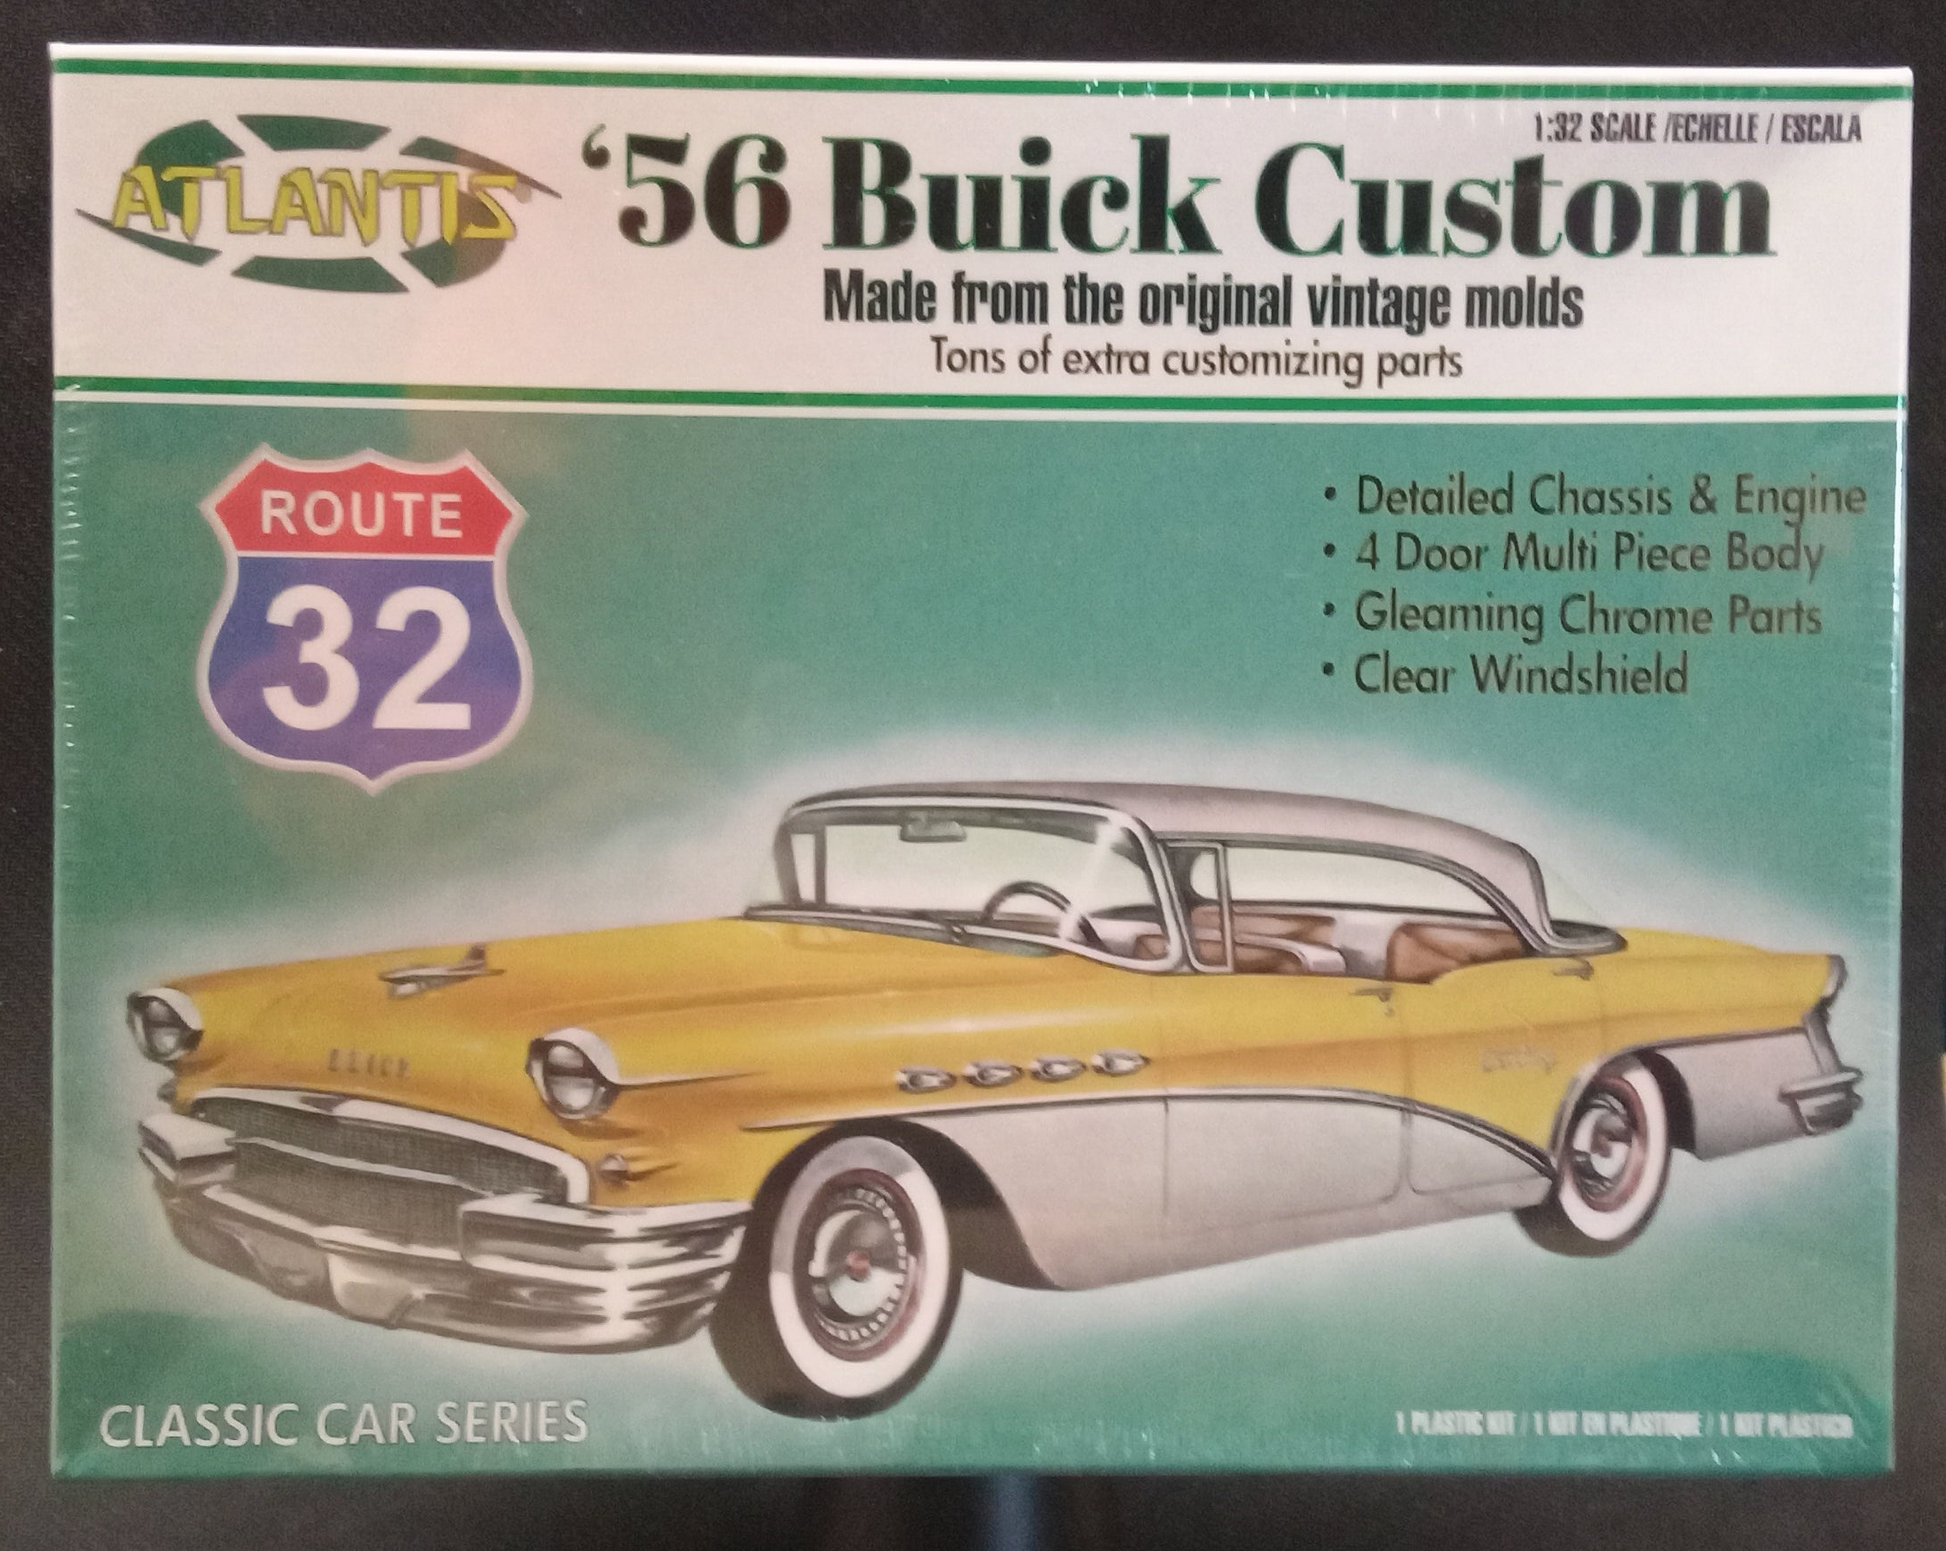 ATLANTIS
'56 Buick Custom
1:32 SCALE /ECHELLE / ESCALA
Made from the original vintage molds
Tons of extra customizing parts
ROUTE
32
• Detailed Chassis & Engine
• 4 Door Multi Piece Body
• Gleaming Chrome Parts
• Clear Windshield
BUICK
CLASSIC CAR SERIES
1 PLASTIC KIT / 1 KIT EN PLASTIQUE / 1 KIT PLÁSTICO